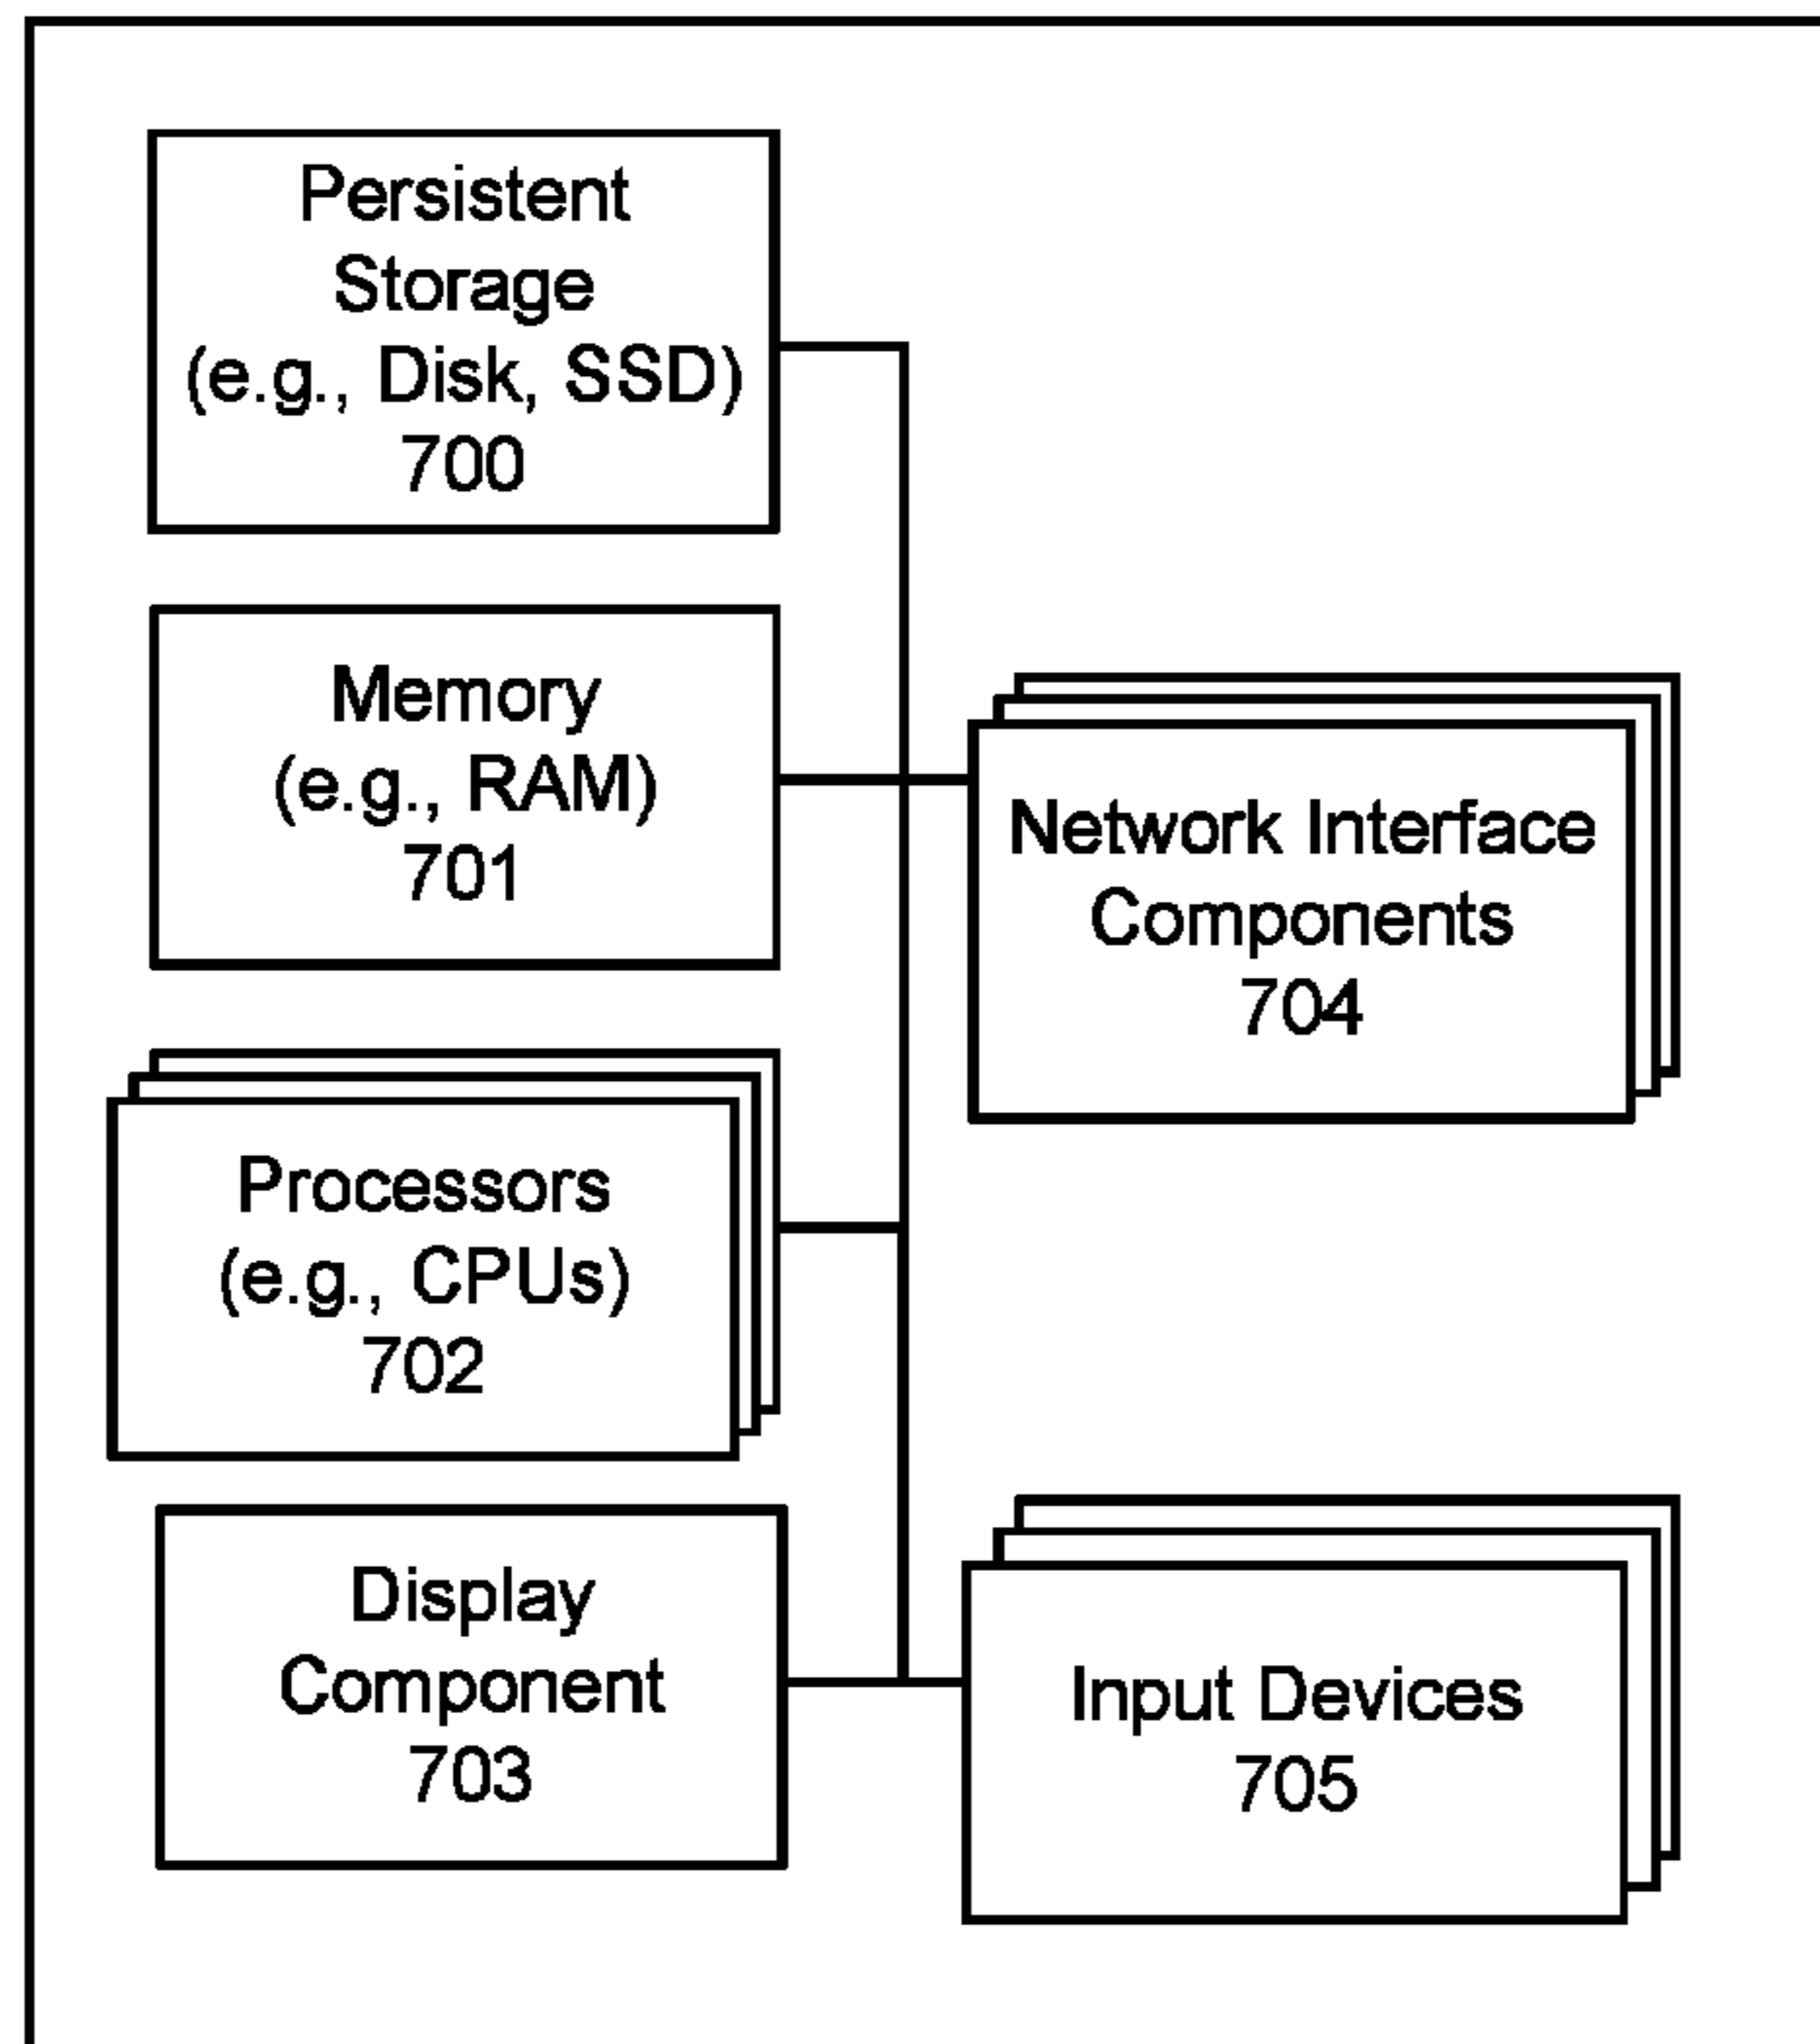 Persistent
Storage
(e.g., Disk, SSD)
700
Memory
(e.g., RAM)
701
Processors
(e.g., CPUs)
702
Display
Component
703
Network Interface
Components
704
Input Devices
705